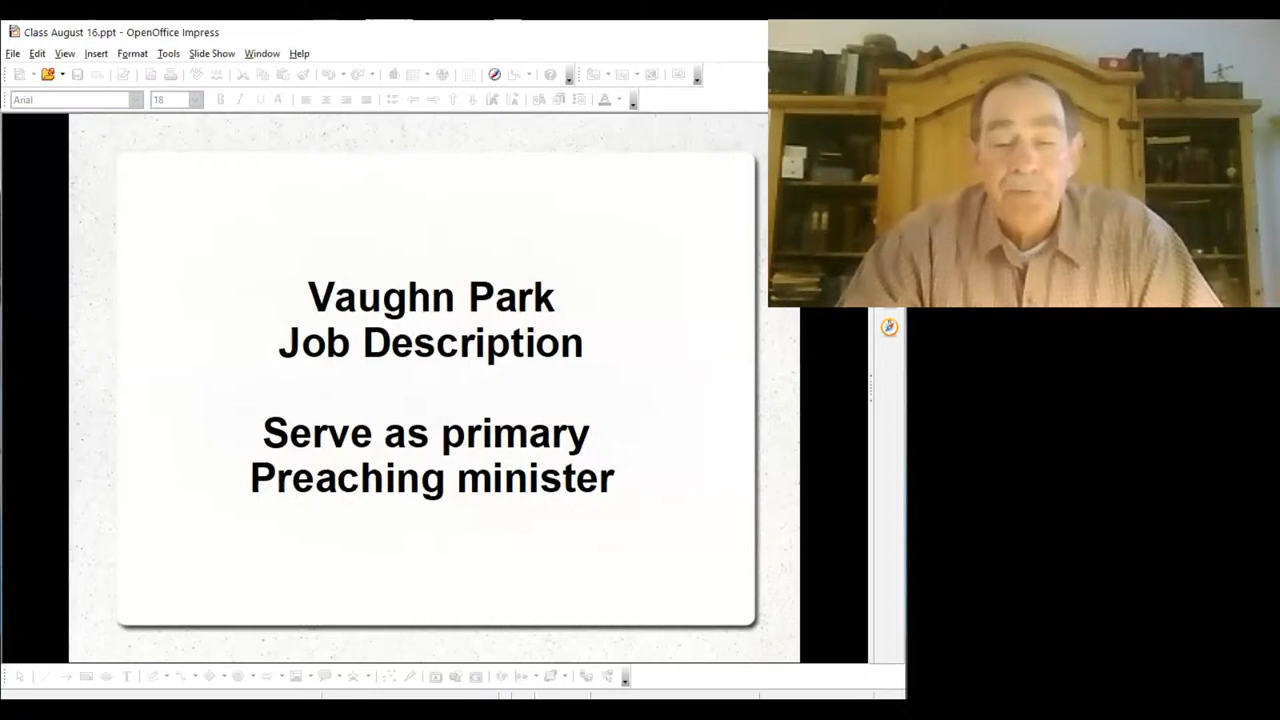 Class August 16.ppt - OpenOffice Impress
File Edit View Insert Format Tools Slide Show Window Help
Arial 18
Vaughn Park
Job Description
Serve as primary
Preaching minister